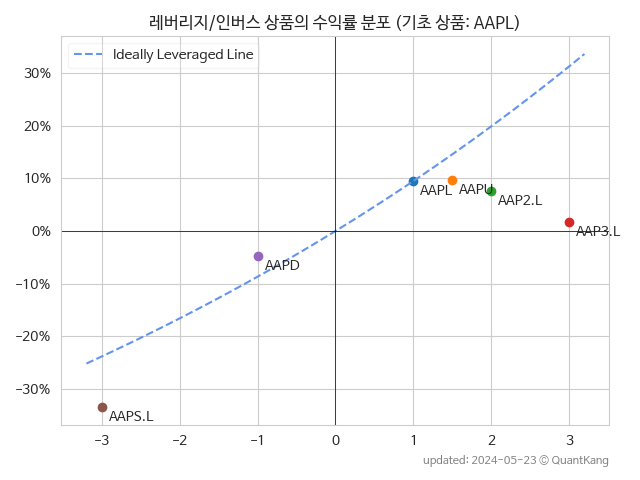 레버리지/인버스 상품의 수익률 분포 (기초 상품: AAPL)
Ideally Leveraged Line
30%
20%
10%
0%
−10%
−20%
−30%
AAPL
AAPU
AAP2.L
AAP3.L
AAPD
AAPS.L
−3
−2
−1
0
1
2
3
updated: 2024-05-23 © QuantKang